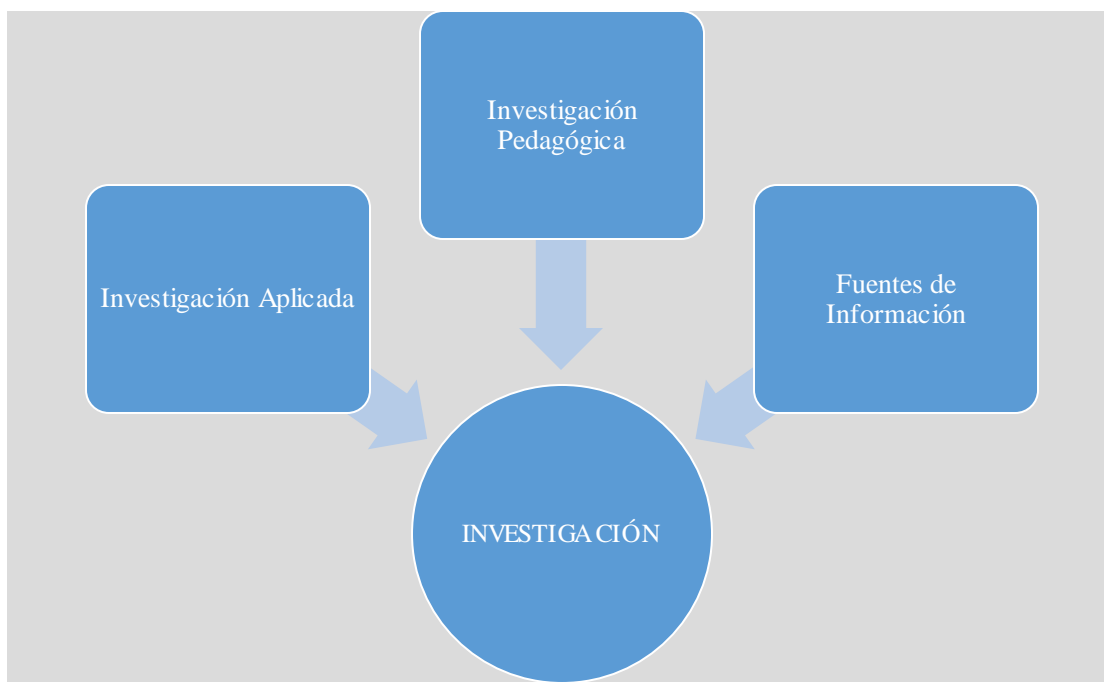 Investigación
Pedagógica
Investigación Aplicada
Fuentes de
Información
INVESTIGACIÓN